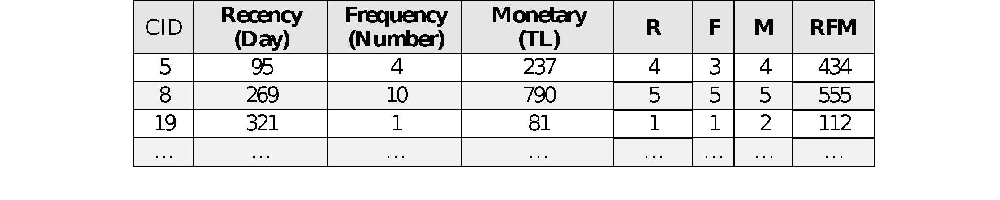 CID Recency (Day) Frequency (Number) Monetary (TL) R F M RFM
5 95 4 237 4 3 4 434
8 269 10 790 5 5 5 555
19 321 1 81 1 1 2 112
... ... ... ... ... ... ... ...